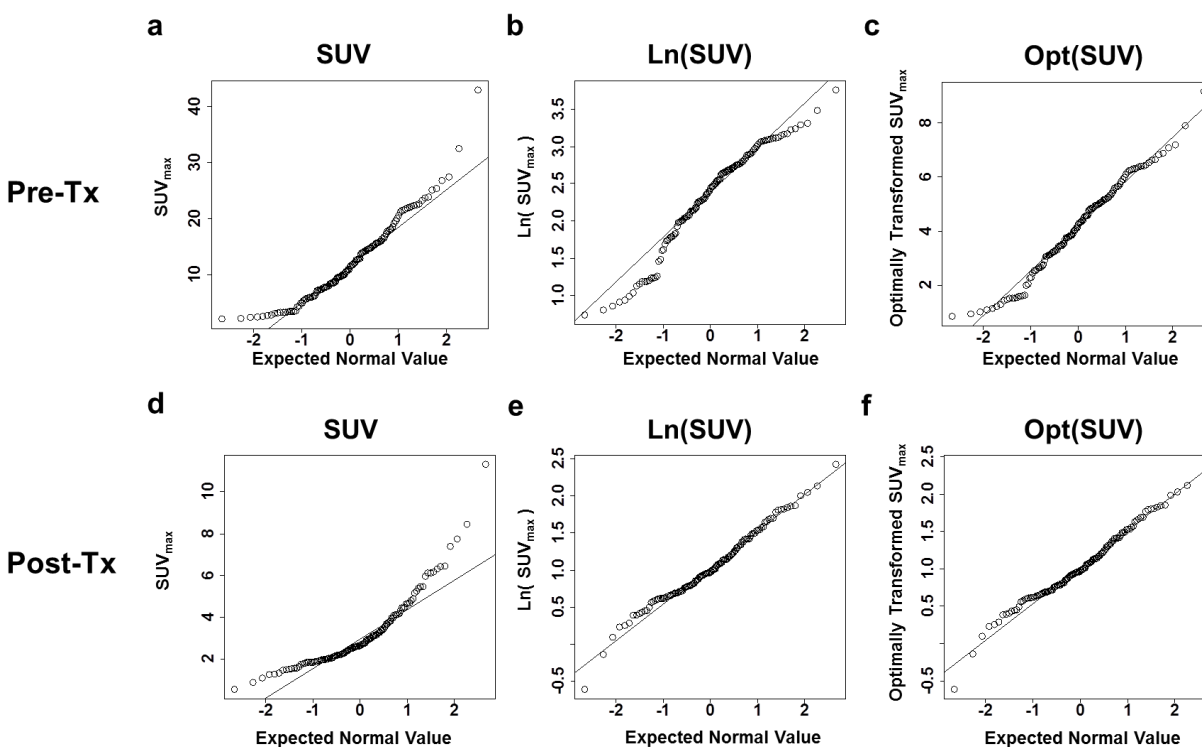 a
b
c
SUV
Ln(SUV)
Opt(SUV)
Pre-Tx
SUVmax
40
30
20
10
-2 -1 0 1 2
Expected Normal Value
Ln( SUVmax )
3.5
3.0
2.5
2.0
1.5
1.0
-2 -1 0 1 2
Expected Normal Value
Optimally Transformed SUVmax
8
6
4
2
-2 -1 0 1 2
Expected Normal Value
d
e
f
SUV
Ln(SUV)
Opt(SUV)
Post-Tx
SUVmax
10
8
6
4
2
-2 -1 0 1 2
Expected Normal Value
Ln( SUVmax )
2.5
2.0
1.5
1.0
0.5
-0.5
-2 -1 0 1 2
Expected Normal Value
Optimally Transformed SUVmax
2.5
2.0
1.5
1.0
0.5
-0.5
-2 -1 0 1 2
Expected Normal Value